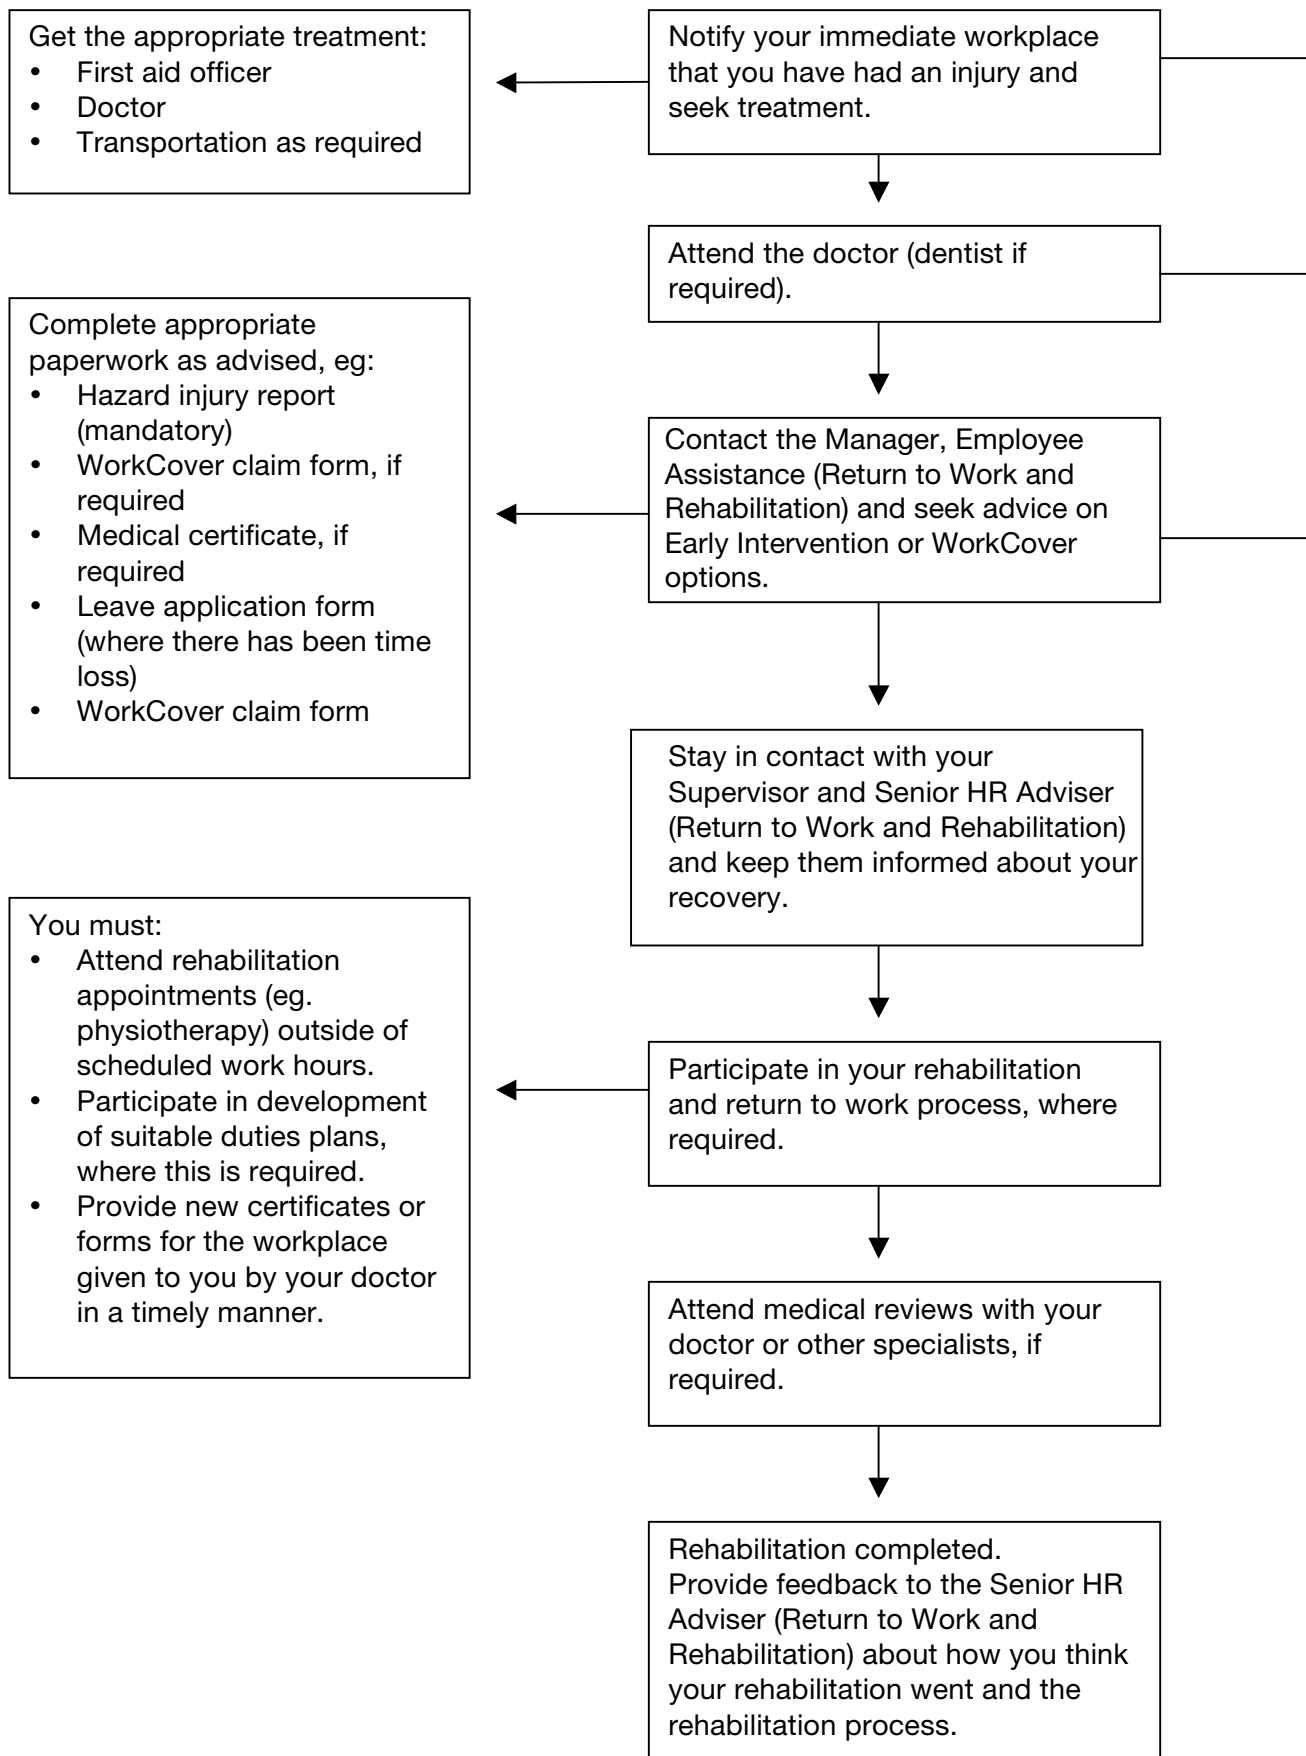 Get the appropriate treatment:
• First aid officer
• Doctor
• Transportation as required
Notify your immediate workplace
that you have had an injury and
seek treatment.
Attend the doctor (dentist if
required).
Complete appropriate
paperwork as advised, eg:
• Hazard injury report
(mandatory)
• WorkCover claim form, if
required
• Medical certificate, if
required
• Leave application form
(where there has been time
loss)
• WorkCover claim form
Contact the Manager, Employee
Assistance (Return to Work and
Rehabilitation) and seek advice on
Early Intervention or WorkCover
options.
Stay in contact with your
Supervisor and Senior HR Adviser
(Return to Work and Rehabilitation)
and keep them informed about your
recovery.
You must:
• Attend rehabilitation
appointments (eg.
physiotherapy) outside of
scheduled work hours.
• Participate in development
of suitable duties plans,
where this is required.
• Provide new certificates or
forms for the workplace
given to you by your doctor
in a timely manner.
Participate in your rehabilitation
and return to work process, where
required.
Attend medical reviews with your
doctor or other specialists, if
required.
Rehabilitation completed.
Provide feedback to the Senior HR
Adviser (Return to Work and
Rehabilitation) about how you think
your rehabilitation went and the
rehabilitation process.